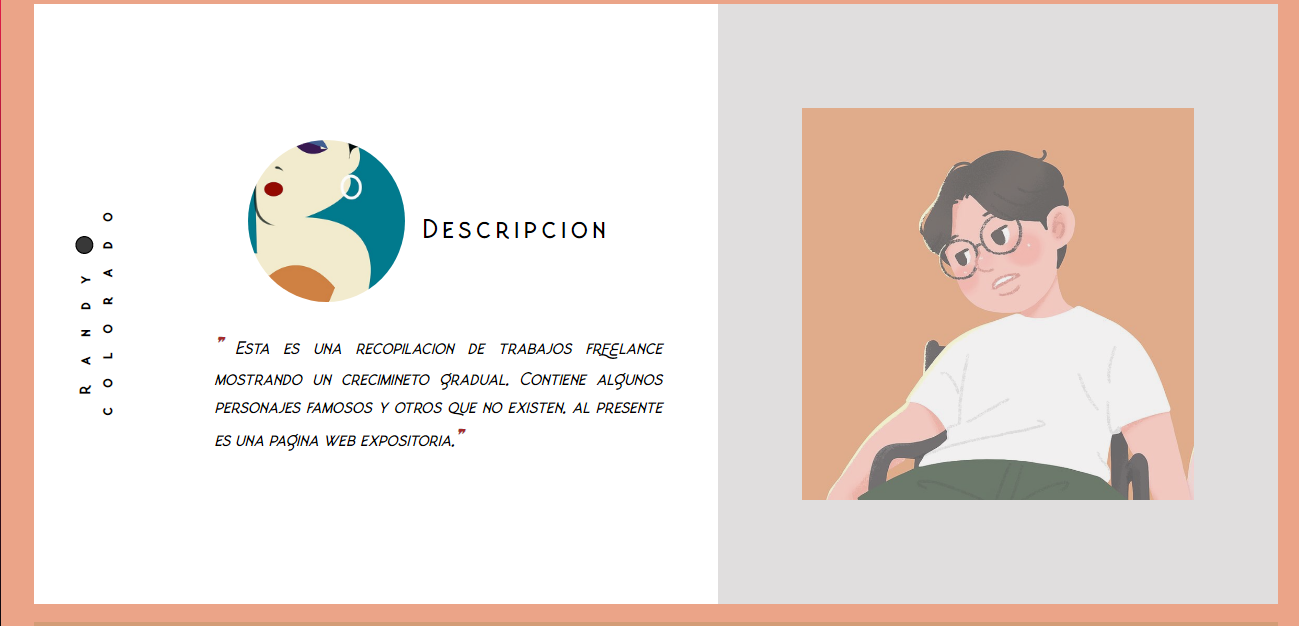 RANDY
COLORADO
DESCRIPCION
" ESTA ES UNA RECOPILACION DE TRABAJOS FREELANCE
MOSTRANDO UN CRECIMINETO GRADUAL. CONTIENE ALGUNOS
PERSONAJES FAMOSOS Y OTROS QUE NO EXISTEN. AL PRESENTE
ES UNA PAGINA WEB EXPOSITORIA."